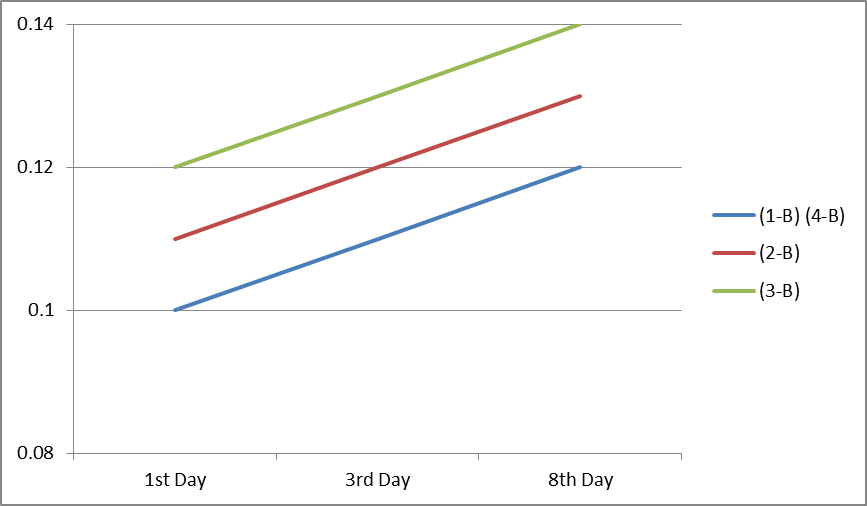 0.14
0.12
0.1
0.08
1st Day
3rd Day
8th Day
(1-B) (4-B)
(2-B)
(3-B)